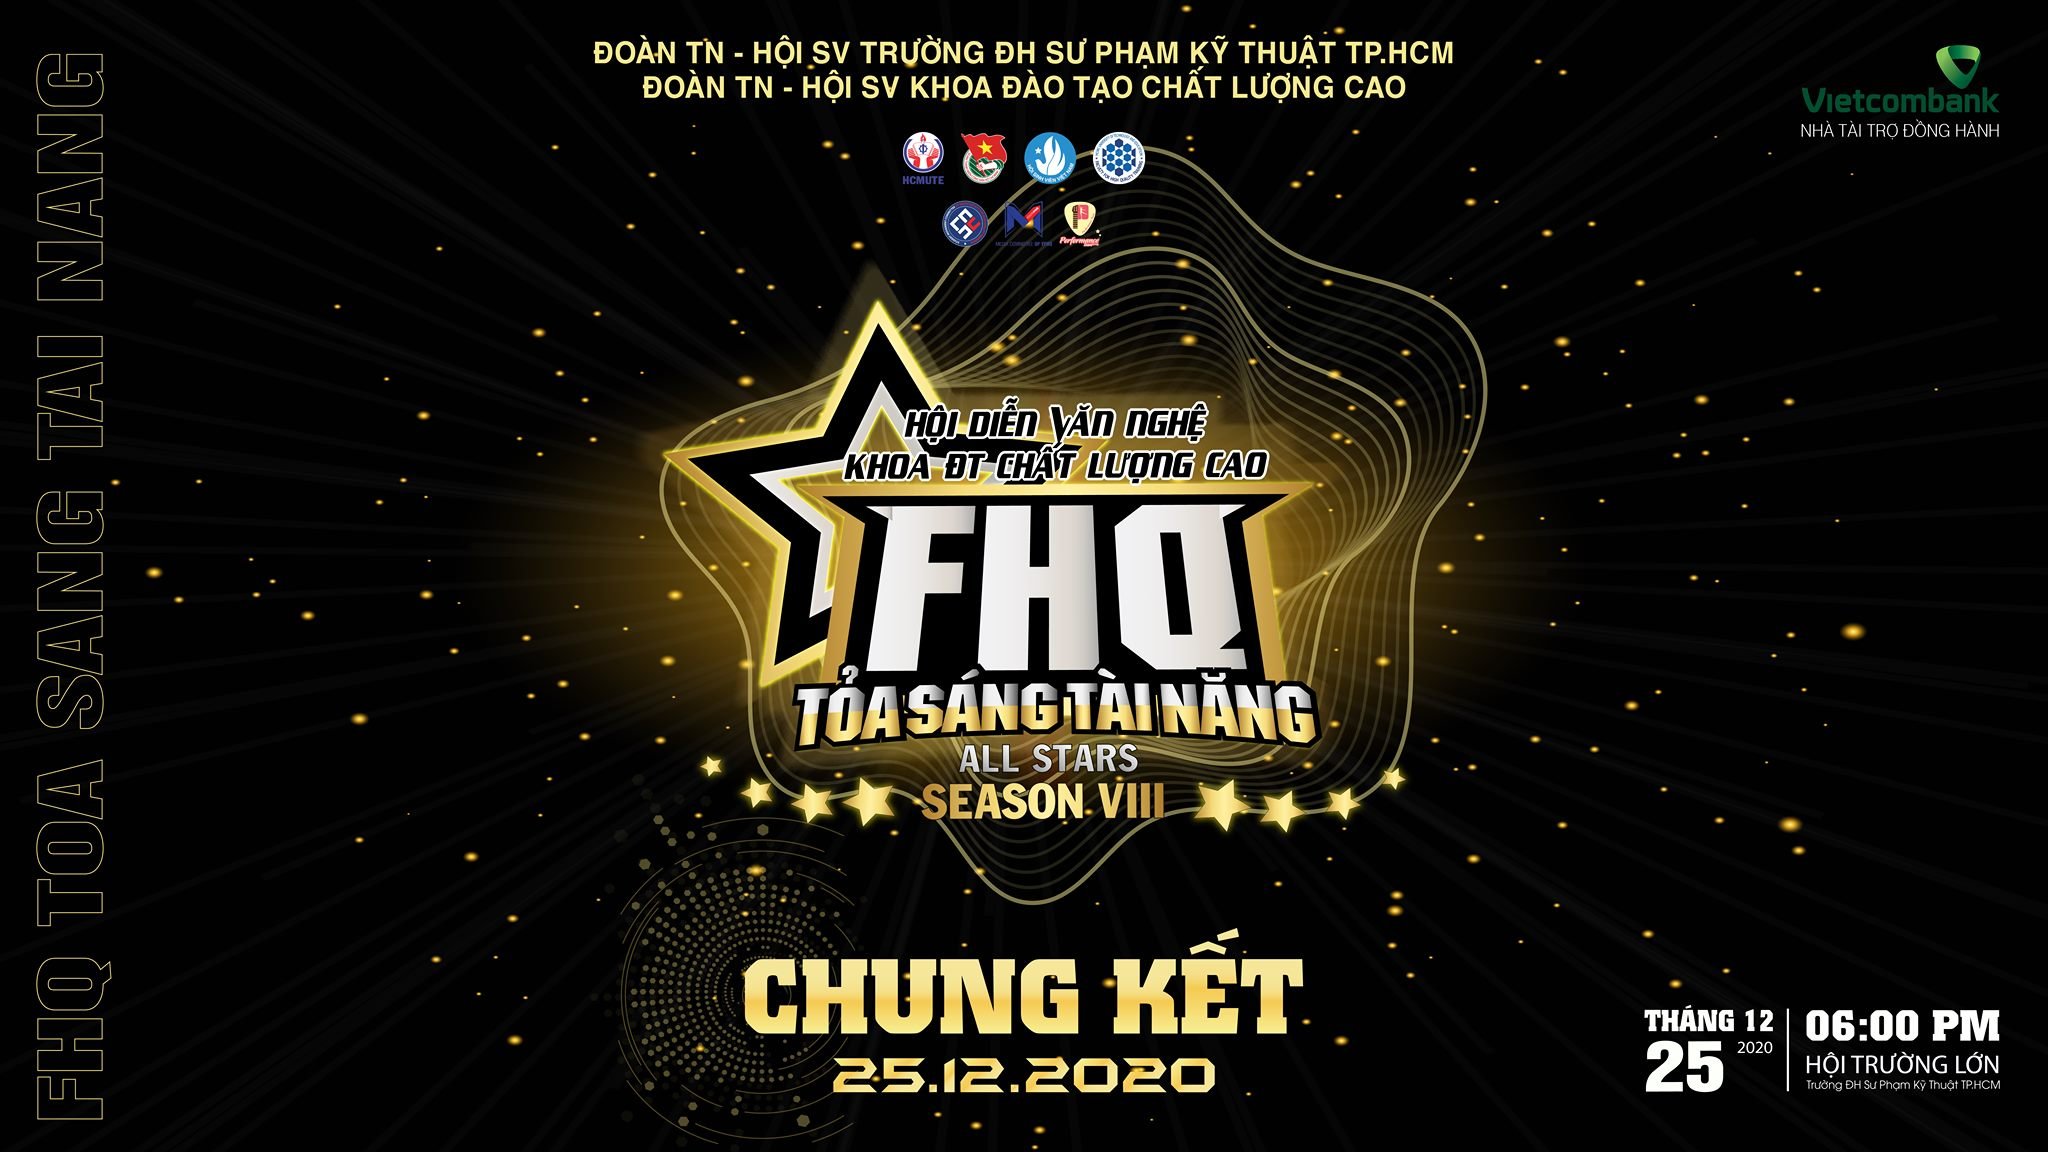 ĐOÀN TN - HỘI SV TRƯỜNG ĐH SƯ PHẠM KỸ THUẬT TP.HCM
ĐOÀN TN - HỘI SV KHOA ĐÀO TẠO CHẤT LƯỢNG CAO
Vietcombank
NHÀ TÀI TRỢ ĐỒNG HÀNH
HCMUTE
Performance
FHQ TOA SANG TAI NANG
HỘI DIỄN VĂN NGHỆ
KHOA ĐT CHẤT LƯỢNG CAO
FHQ
TỎA SÁNG TÀI NĂNG
ALL STARS
SEASON VIII
CHUNG KẾT
25.12.2020
THÁNG 12
25 2020
06:00 PM
HỘI TRƯỜNG LỚN
Trường ĐH Sư Phạm Kỹ Thuật TP.HCM